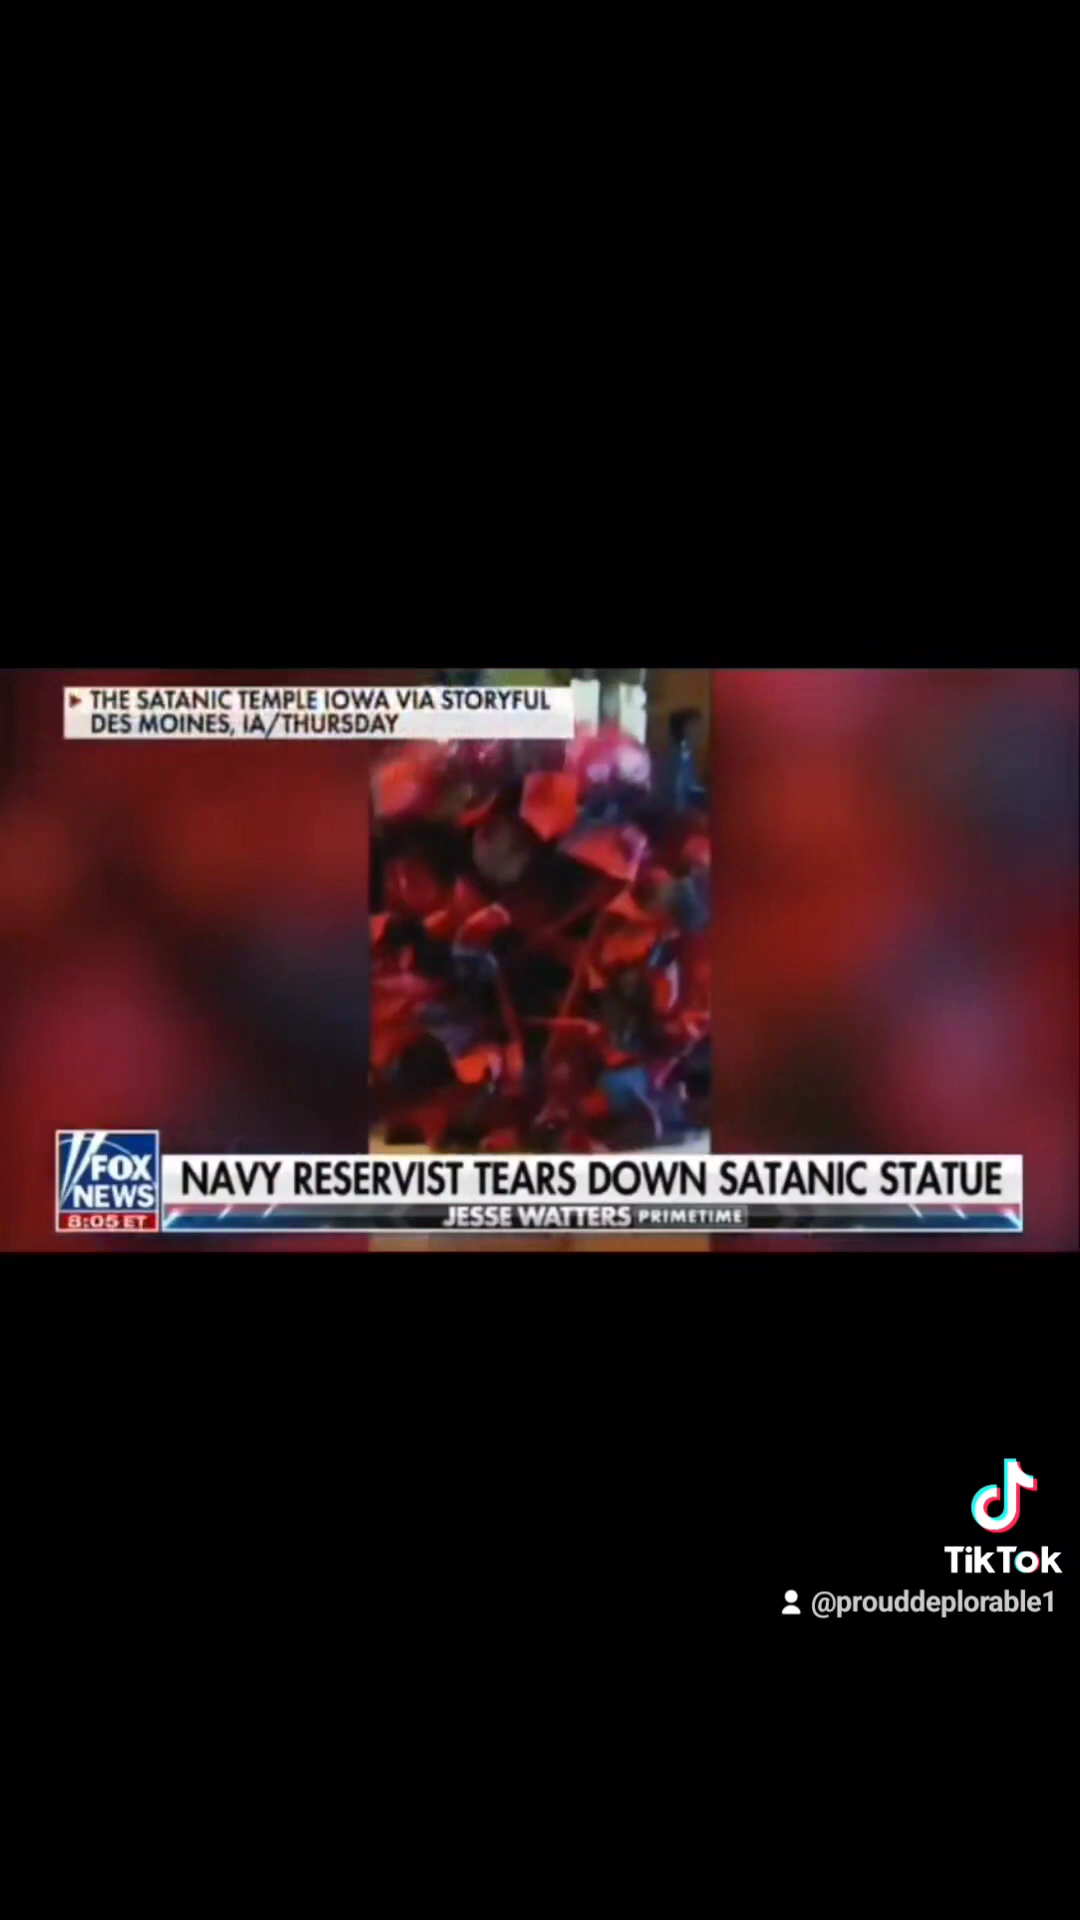 THE SATANIC TEMPLE IOWA VIA STORYFUL
DES MOINES, IA/THURSDAY
FOX
NEWS
8:05 ET
NAVY RESERVIST TEARS DOWN SATANIC STATUE
JESSE WATTERS PRIMETIME
TikTok
@prouddeplorable1